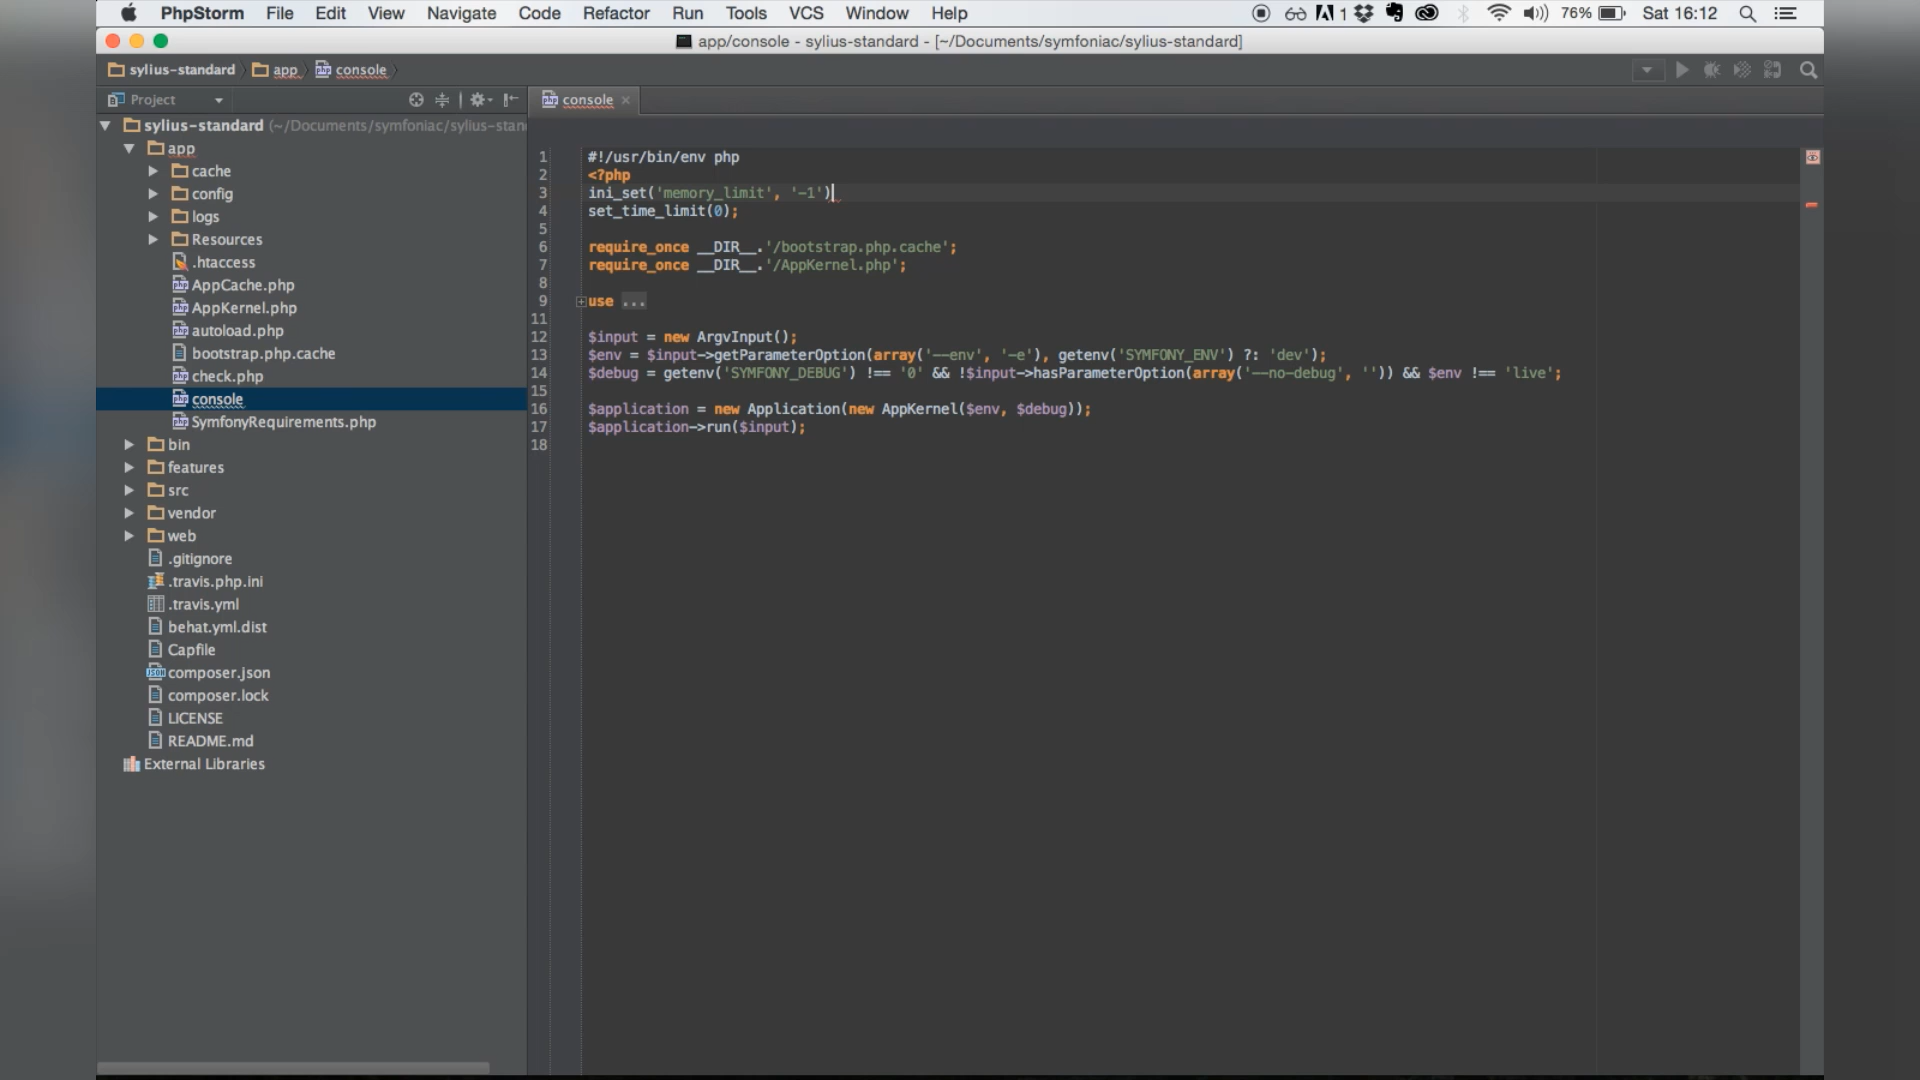 PhpStorm File Edit View Navigate Code Refactor Run Tools VCS Window Help 1 76% Sat 16:12
app/console - sylius-standard - [~/Documents/symfoniac/sylius-standard]
sylius-standard app console
Project
console
sylius-standard (~/Documents/symfoniac/sylius-stan
app
cache
config
logs
Resources
.htaccess
AppCache.php
AppKernel.php
autoload.php
bootstrap.php.cache
check.php
console
SymfonyRequirements.php
bin
features
src
vendor
web
.gitignore
.travis.php.ini
.travis.yml
behat.yml.dist
Capfile
composer.json
composer.lock
LICENSE
README.md
External Libraries
1 #!/usr/bin/env php
2 <?php
3 ini_set('memory_limit', '-1')
4 set_time_limit(0);
5
6 require_once __DIR__.'/bootstrap.php.cache';
7 require_once __DIR__.'/AppKernel.php';
8
9 use ...
11
12 $input = new ArgvInput();
13 $env = $input->getParameterOption(array('--env', '-e'), getenv('SYMFONY_ENV') ?: 'dev');
14 $debug = getenv('SYMFONY_DEBUG') !== '0' && !$input->hasParameterOption(array('--no-debug', '')) && $env !== 'live';
15
16 $application = new Application(new AppKernel($env, $debug));
17 $application->run($input);
18